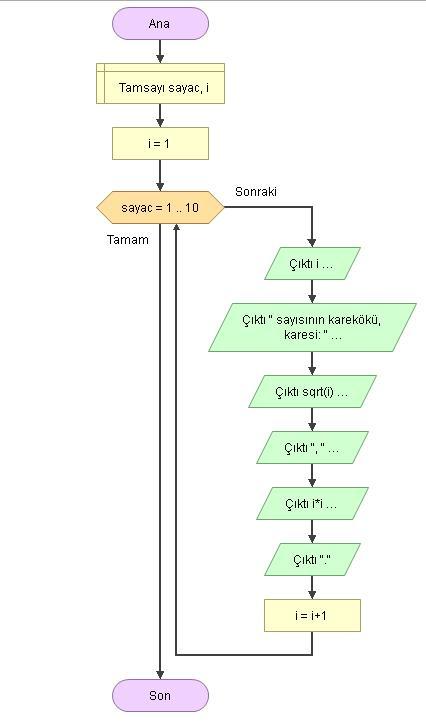 Ana
Tamsayı sayac, i
i = 1
sayac = 1 .. 10
Sonraki
Tamam
Çıktı i ...
Çıktı " sayısının karekökü,
karesi: " ...
Çıktı sqrt(i) ...
Çıktı ", " ...
Çıktı i*i ...
Çıktı "."
i = i+1
Son